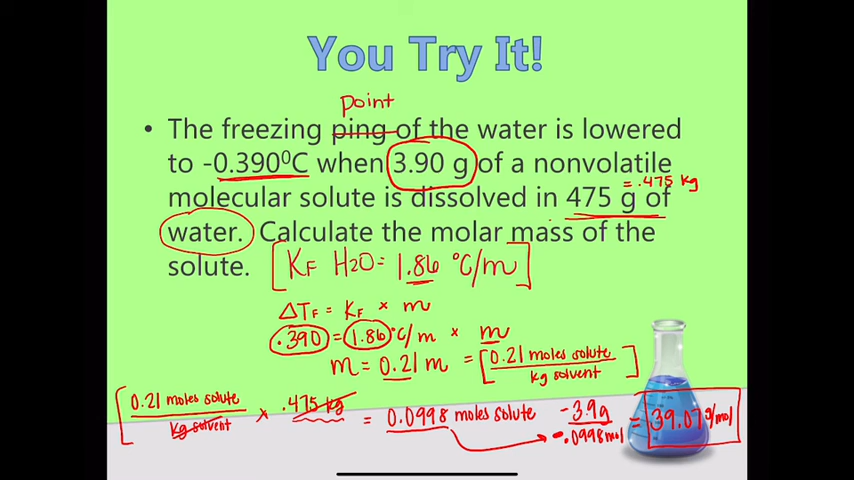 You Try It!
point
• The freezing ping of the water is lowered
to -0.390⁰C when 3.90 g of a nonvolatile
= .475 kg
molecular solute is dissolved in 475 g of
water. Calculate the molar mass of the
solute. [KF H2O = 1.86 °C/m]
ΔTF = KF × m
.390 = 1.86 °C/m × m
m = 0.21 m = [0.21 moles solute / kg solvent]
[0.21 moles solute / kg solvent × .475 kg = 0.0998 moles solute -3.9g / -.0998mol = 39.07 g/mol